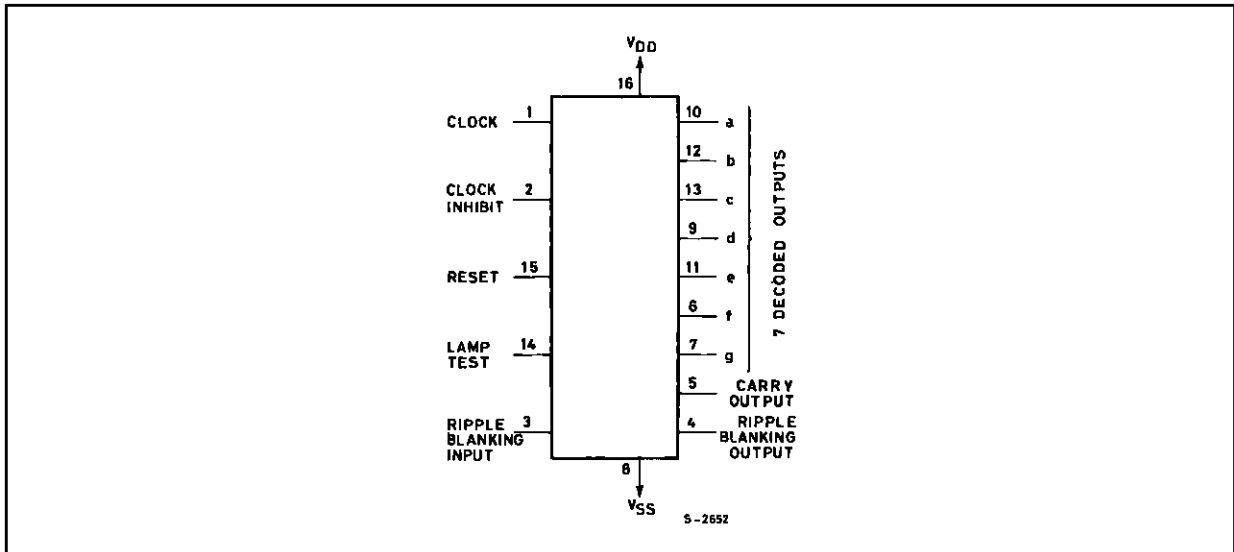 VDD
16
CLOCK 1 10 a
12 b
CLOCK INHIBIT 2 13 c
9 d
RESET 15 11 e
6 f
LAMP TEST 14 7 g
7 DECODED OUTPUTS
5 CARRY OUTPUT
RIPPLE BLANKING INPUT 3 4 RIPPLE BLANKING OUTPUT
8
VSS
S-2652